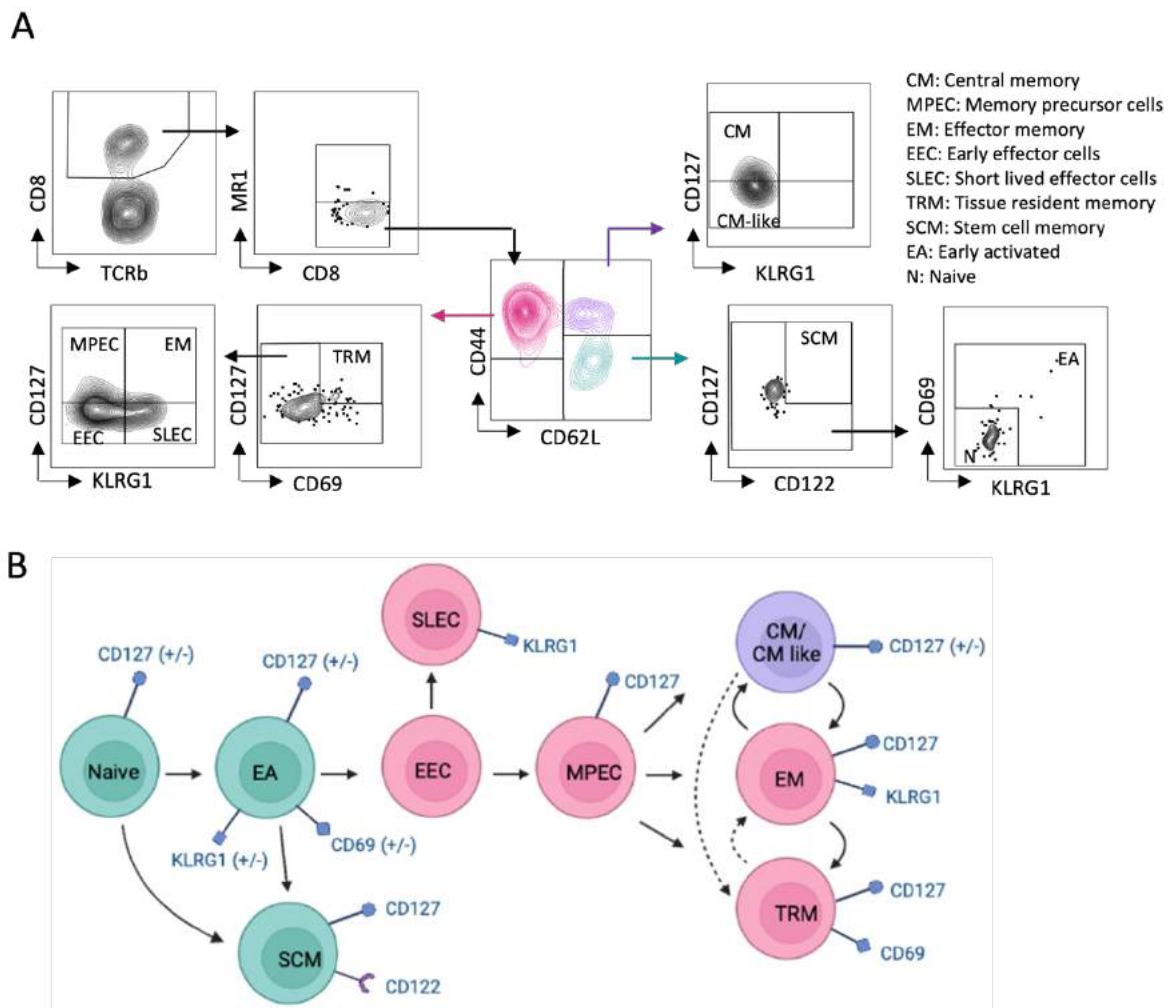 A
CD8
TCRb
MR1
CD8
CD127
CM
CM-like
KLRG1
CM: Central memory
MPEC: Memory precursor cells
EM: Effector memory
EEC: Early effector cells
SLEC: Short lived effector cells
TRM: Tissue resident memory
SCM: Stem cell memory
EA: Early activated
N: Naive
CD127
MPEC
EM
EEC
SLEC
KLRG1
CD127
TRM
CD69
CD44
CD62L
CD127
SCM
CD122
CD69
EA
N
KLRG1
B
SLEC
KLRG1
CD127 (+/-)
Naive
CD127 (+/-)
EA
KLRG1 (+/-)
CD69 (+/-)
EEC
CD127
MPEC
CM/
CM like
CD127 (+/-)
EM
CD127
KLRG1
TRM
CD127
CD69
SCM
CD127
CD122